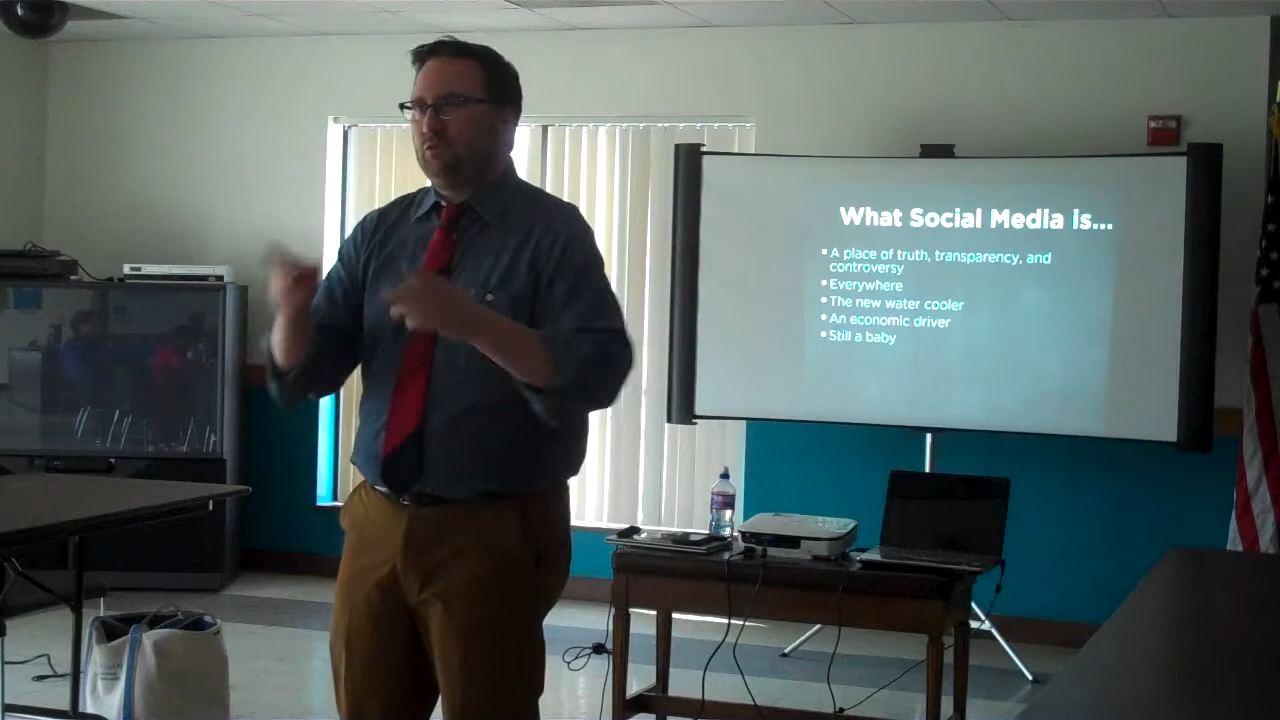 What Social Media is...
• A place of truth, transparency, and
controversy
• Everywhere
• The new water cooler
• An economic driver
• Still a baby